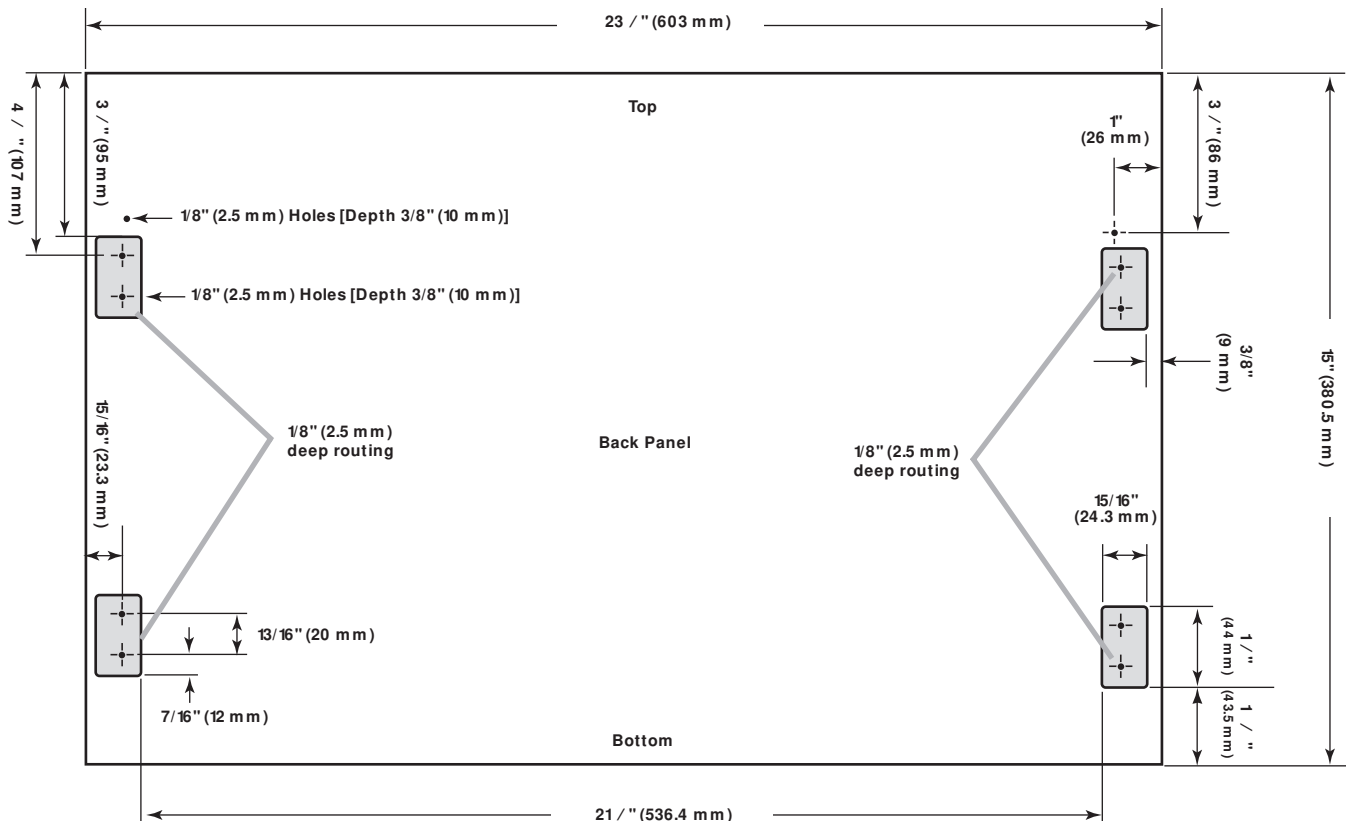 23 / " (603 mm)
Top
4 / " (107 mm)
3 / " (95 mm)
1"
(26 mm)
3 / " (86 mm)
1/8" (2.5 mm) Holes [Depth 3/8" (10 mm)]
1/8" (2.5 mm) Holes [Depth 3/8" (10 mm)]
3/8"
(9 mm)
15" (380.5 mm)
15/16" (23.3 mm)
1/8" (2.5 mm)
deep routing
Back Panel
1/8" (2.5 mm)
deep routing
15/16"
(24.3 mm)
13/16" (20 mm)
1 / "
(44 mm)
7/16" (12 mm)
1 / "
(43.5 mm)
Bottom
21 / " (536.4 mm)